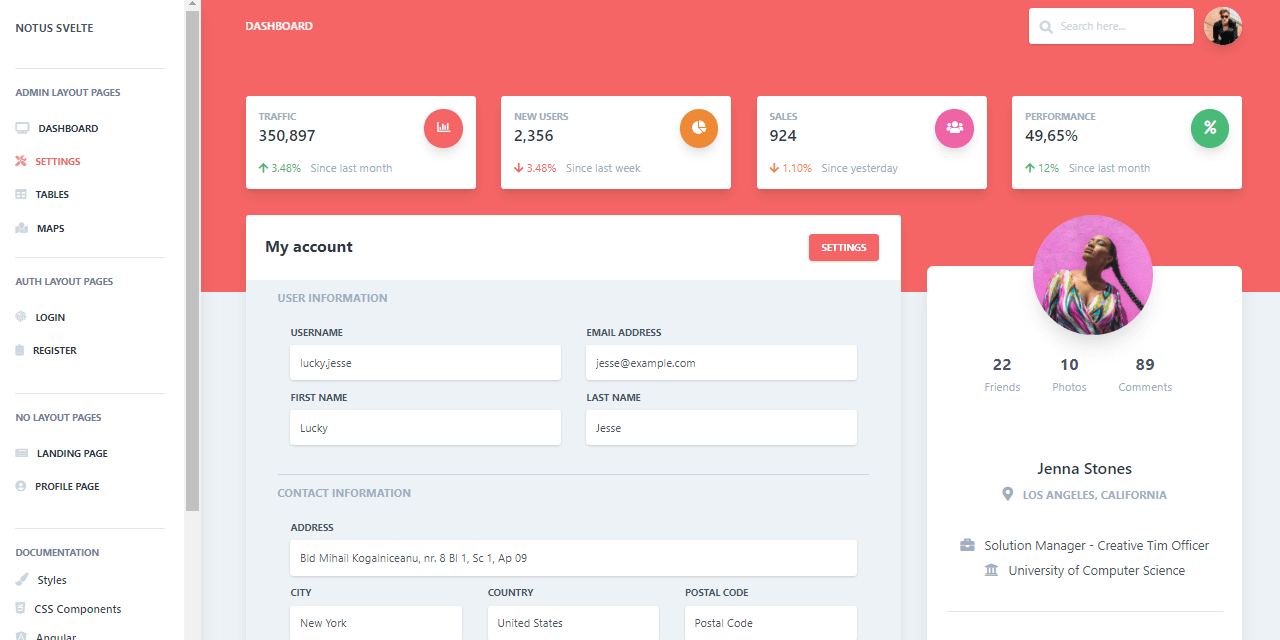 NOTUS SVELTE
ADMIN LAYOUT PAGES
DASHBOARD
SETTINGS
TABLES
MAPS
AUTH LAYOUT PAGES
LOGIN
REGISTER
NO LAYOUT PAGES
LANDING PAGE
PROFILE PAGE
DOCUMENTATION
Styles
CSS Components
Angular
DASHBOARD
Search here...
TRAFFIC
350,897
3.48% Since last month
NEW USERS
2,356
3.48% Since last week
SALES
924
1.10% Since yesterday
PERFORMANCE
49,65%
12% Since last month
My account
SETTINGS
USER INFORMATION
USERNAME
lucky.jesse
EMAIL ADDRESS
jesse@example.com
FIRST NAME
Lucky
LAST NAME
Jesse
CONTACT INFORMATION
ADDRESS
Bld Mihail Kogalniceanu, nr. 8 Bl 1, Sc 1, Ap 09
CITY
New York
COUNTRY
United States
POSTAL CODE
Postal Code
22
Friends
10
Photos
89
Comments
Jenna Stones
LOS ANGELES, CALIFORNIA
Solution Manager - Creative Tim Officer
University of Computer Science